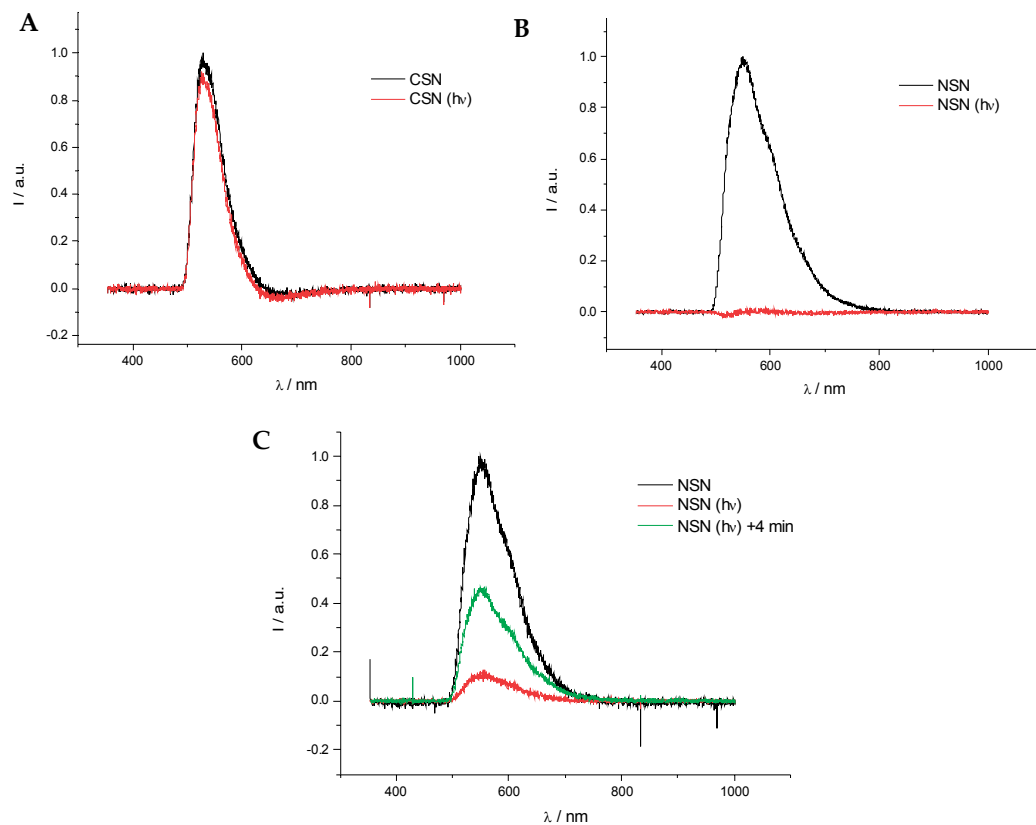 A
1.0
0.8
0.6
0.4
0.2
0.0
-0.2
I / a.u.
400 600 800 1000
λ / nm
CSN
CSN (hν)
B
1.0
0.8
0.6
0.4
0.2
0.0
I / a.u.
400 600 800 1000
λ / nm
NSN
NSN (hν)
C
1.0
0.8
0.6
0.4
0.2
0.0
-0.2
I / a.u.
400 600 800 1000
λ / nm
NSN
NSN (hν)
NSN (hν) +4 min